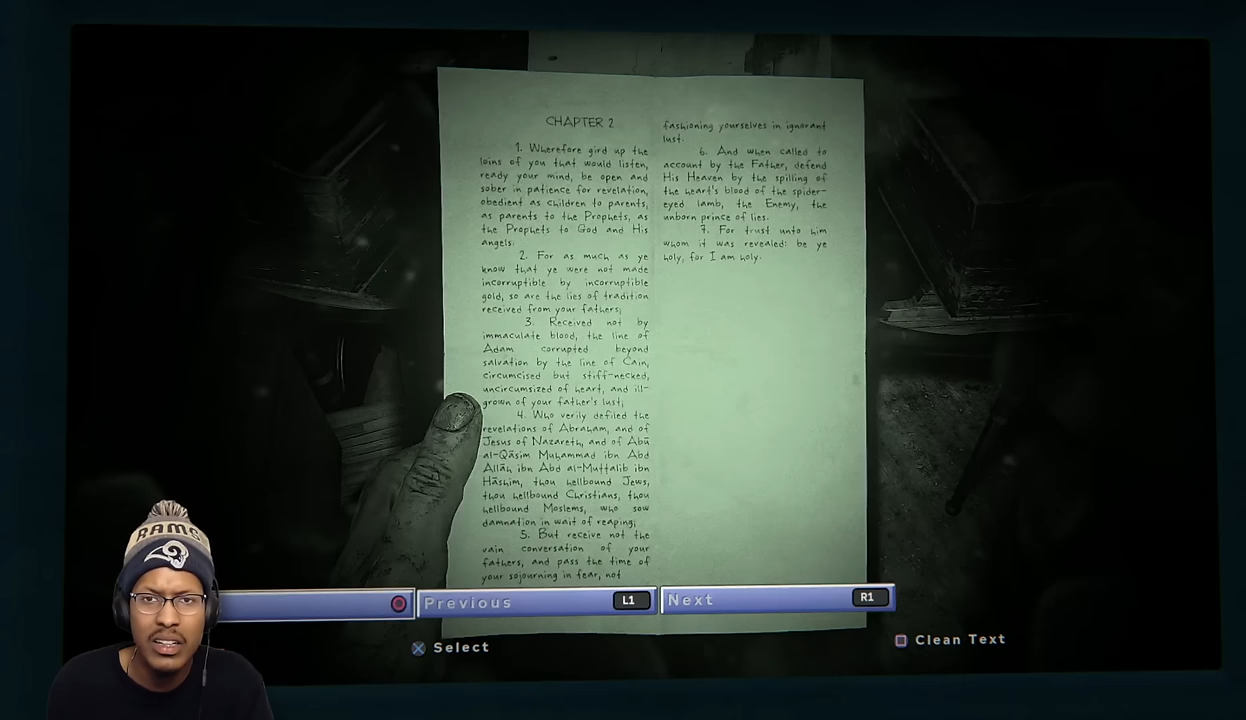 CHAPTER 2
1. Wherefore gird up the
loins of you that would listen,
ready your mind, be open and
sober in patience for revelation,
obedient as children to parents,
as parents to the Prophets, as
the Prophets to God and His
angels;
2. For as much as ye
know that ye were not made
incorruptible by incorruptible
gold, so are the lies of tradition
received from your fathers;
3. Received not by
immaculate blood, the line of
Adam corrupted beyond
salvation by the line of Cain,
circumcised but stiff-necked,
uncircumsized of heart, and ill-
grown of your father's lust;
4. Who verily defiled the
revelations of Abraham, and of
Jesus of Nazareth, and of Abū
al-Qāsim Muḥammad ibn Abd
Allāh ibn Abd al-Muṭṭalib ibn
Hāshim, thou hellbound Jews,
thou hellbound Christians, thou
hellbound Moslems, who sow
damnation in wait of reaping;
5. But receive not the
vain conversation of your
fathers, and pass the time of
your sojourning in fear, not
fashioning yourselves in ignorant
lust.
6. And when called to
account by the Father, defend
His Heaven by the spilling of
the heart's blood of the spider-
eyed lamb, the Enemy, the
unborn prince of lies.
7. For trust unto him
whom it was revealed: be ye
holy, for I am holy.
Previous L1
Next R1
Select
Clean Text
RAMS